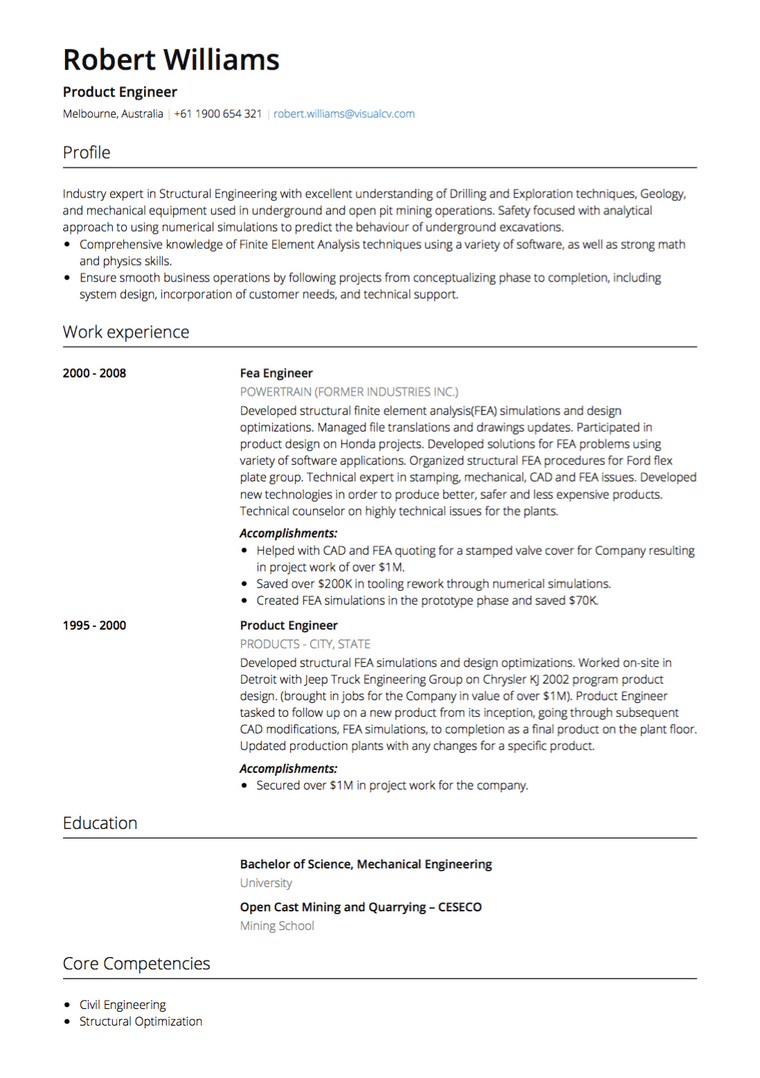 Robert Williams
Product Engineer
Melbourne, Australia | +61 1900 654 321 | robert.williams@visualcv.com
Profile
Industry expert in Structural Engineering with excellent understanding of Drilling and Exploration techniques, Geology,
and mechanical equipment used in underground and open pit mining operations. Safety focused with analytical
approach to using numerical simulations to predict the behaviour of underground excavations.
• Comprehensive knowledge of Finite Element Analysis techniques using a variety of software, as well as strong math
and physics skills.
• Ensure smooth business operations by following projects from conceptualizing phase to completion, including
system design, incorporation of customer needs, and technical support.
Work experience
2000 - 2008 Fea Engineer
POWERTRAIN (FORMER INDUSTRIES INC.)
Developed structural finite element analysis(FEA) simulations and design
optimizations. Managed file translations and drawings updates. Participated in
product design on Honda projects. Developed solutions for FEA problems using
variety of software applications. Organized structural FEA procedures for Ford flex
plate group. Technical expert in stamping, mechanical, CAD and FEA issues. Developed
new technologies in order to produce better, safer and less expensive products.
Technical counselor on highly technical issues for the plants.
Accomplishments:
• Helped with CAD and FEA quoting for a stamped valve cover for Company resulting
in project work of over $1M.
• Saved over $200K in tooling rework through numerical simulations.
• Created FEA simulations in the prototype phase and saved $70K.
1995 - 2000 Product Engineer
PRODUCTS - CITY, STATE
Developed structural FEA simulations and design optimizations. Worked on-site in
Detroit with Jeep Truck Engineering Group on Chrysler KJ 2002 program product
design. (brought in jobs for the Company in value of over $1M). Product Engineer
tasked to follow up on a new product from its inception, going through subsequent
CAD modifications, FEA simulations, to completion as a final product on the plant floor.
Updated production plants with any changes for a specific product.
Accomplishments:
• Secured over $1M in project work for the company.
Education
Bachelor of Science, Mechanical Engineering
University
Open Cast Mining and Quarrying – CESECO
Mining School
Core Competencies
• Civil Engineering
• Structural Optimization